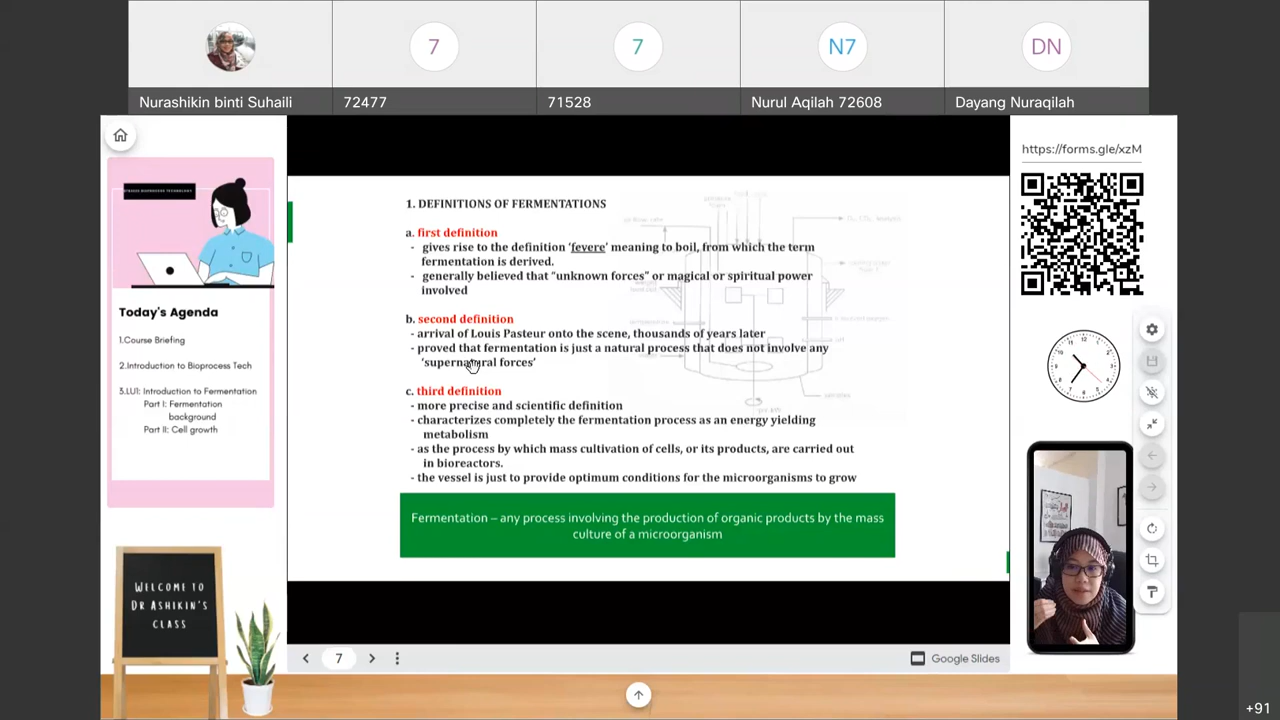 7
7
N7
DN
Nurashikin binti Suhaili
72477
71528
Nurul Aqilah 72608
Dayang Nuraqilah
https://forms.gle/xzM
Today's Agenda
1.Course Briefing
2.Introduction to Bioprocess Tech
3.LU1: Introduction to Fermentation
Part I: Fermentation
background
Part II: Cell growth
WELCOME TO
DR ASHIKIN'S
CLASS
1. DEFINITIONS OF FERMENTATIONS
a. first definition
- gives rise to the definition ‘fevere’ meaning to boil, from which the term
fermentation is derived.
- generally believed that “unknown forces” or magical or spiritual power
involved
b. second definition
- arrival of Louis Pasteur onto the scene, thousands of years later
- proved that fermentation is just a natural process that does not involve any
‘supernatural forces’
c. third definition
- more precise and scientific definition
- characterizes completely the fermentation process as an energy yielding
metabolism
- as the process by which mass cultivation of cells, or its products, are carried out
in bioreactors.
- the vessel is just to provide optimum conditions for the microorganisms to grow
Fermentation – any process involving the production of organic products by the mass
culture of a microorganism
7
Google Slides
+91